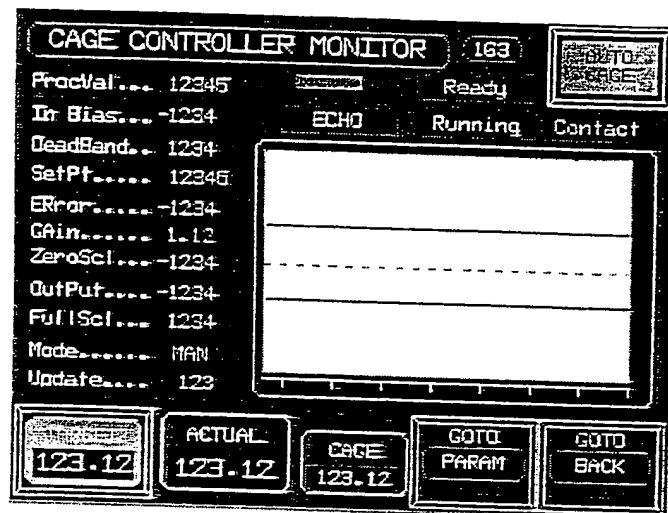 CAGE CONTROLLER MONITOR 163
GOTO
CAGE
ProcVal... 12345
Ready
In Bias... -1234
ECHO Running Contact
DeadBand.. 1234
SetPt..... 12345
ERror..... -1234
GAin...... 1.12
ZeroScl... -1234
OutPut.... -1234
FullScl... 1234
Mode...... MAN
Update.... 123
ACTUAL
123.12
123.12
CAGE
123.12
GOTO
PARAM
GOTO
BACK